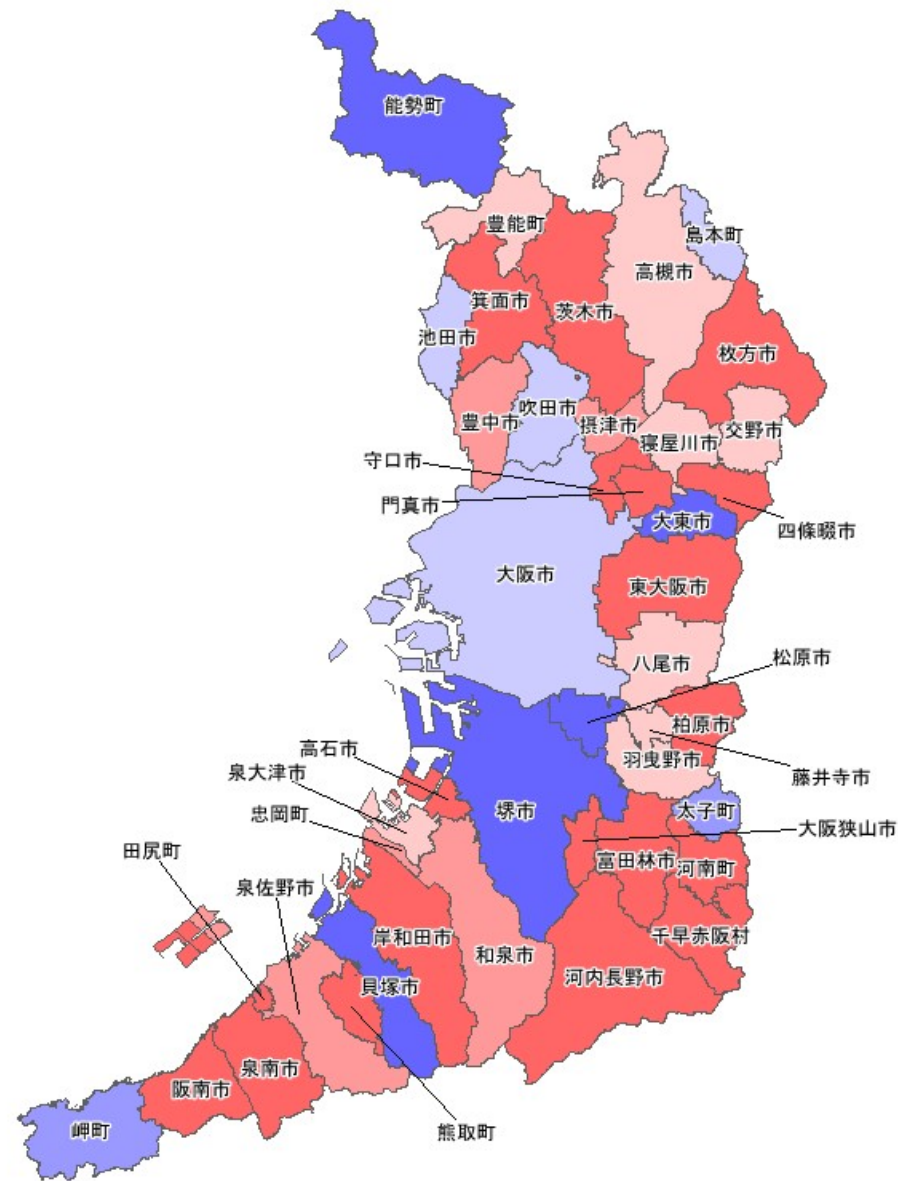 能勢町
豊能町
島本町
高槻市
箕面市
茨木市
池田市
枚方市
吹田市
豊中市
摂津市
寝屋川市
交野市
守口市
門真市
大東市
四條畷市
大阪市
東大阪市
八尾市
松原市
柏原市
高石市
羽曳野市
泉大津市
藤井寺市
忠岡町
堺市
太子町
大阪狭山市
田尻町
富田林市
河南町
泉佐野市
岸和田市
千早赤阪村
和泉市
河内長野市
貝塚市
泉南市
阪南市
岬町
熊取町